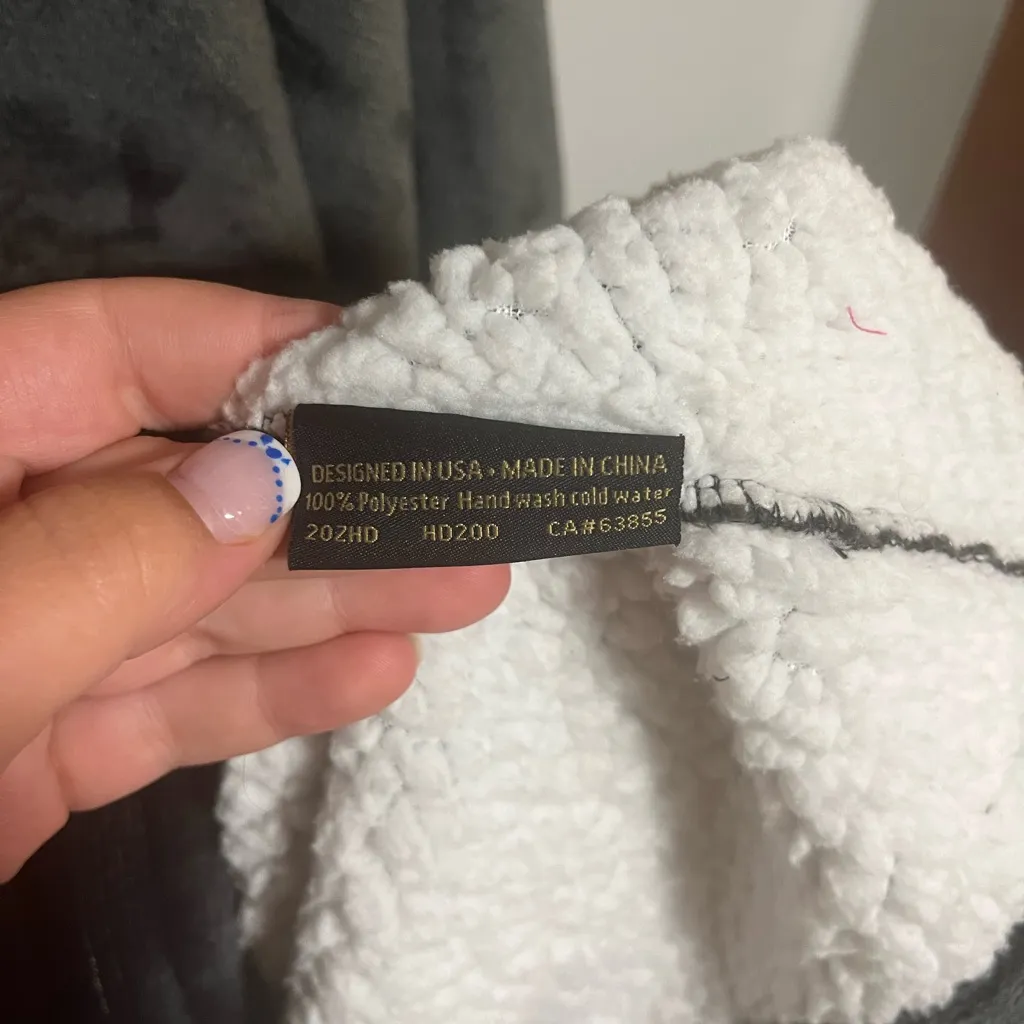 DESIGNED IN USA • MADE IN CHINA
100% Polyester Hand wash cold water
20ZHD HD200 CA#63855